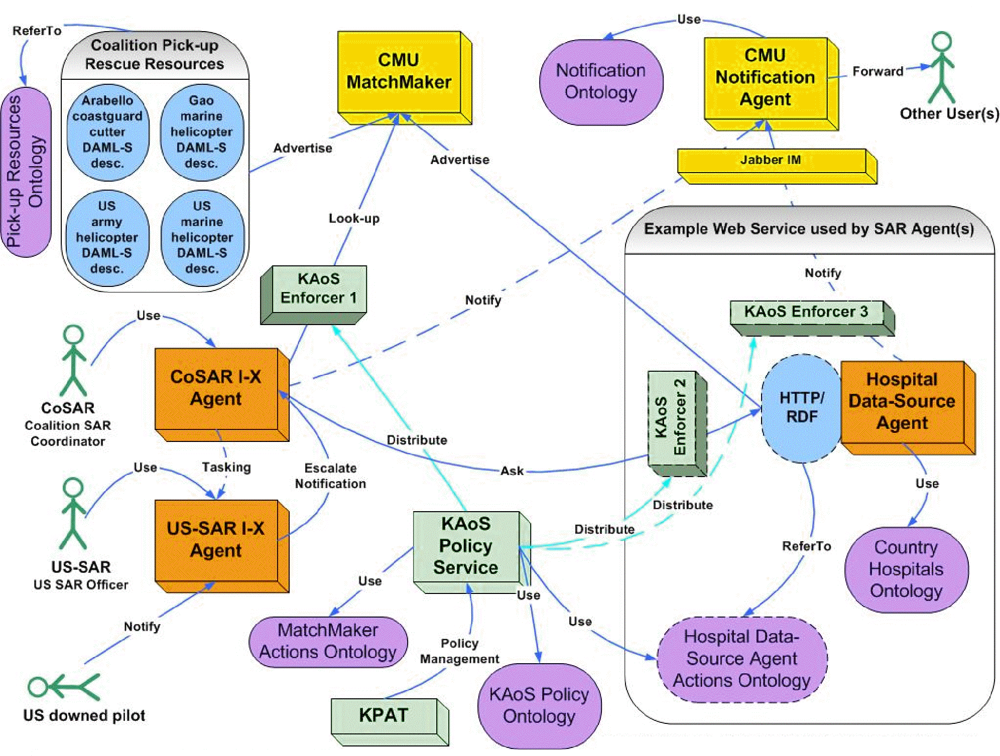 ReferTo
Coalition Pick-up
Rescue Resources
Arabello
coastguard
cutter
DAML-S
desc.
Gao
marine
helicopter
DAML-S
desc.
US
army
helicopter
DAML-S
desc.
US
marine
helicopter
DAML-S
desc.
Pick-up Resources
Ontology
CMU
MatchMaker
Advertise
Advertise
Look-up
Use
Notification
Ontology
CMU
Notification
Agent
Forward
Other User(s)
Jabber IM
Example Web Service used by SAR Agent(s)
Notify
KAoS Enforcer 3
KAoS
Enforcer 1
Notify
Use
CoSAR
Coalition SAR
Coordinator
CoSAR I-X
Agent
KAoS
Enforcer 2
HTTP/
RDF
Hospital
Data-Source
Agent
Distribute
Ask
Use
Tasking
Escalate
Notification
Use
Distribute
Distribute
ReferTo
US-SAR
US SAR Officer
US-SAR I-X
Agent
KAoS
Policy
Service
Country
Hospitals
Ontology
Use
Use
Use
Notify
MatchMaker
Actions Ontology
Policy
Management
Hospital Data-
Source Agent
Actions Ontology
US downed pilot
KPAT
KAoS Policy
Ontology